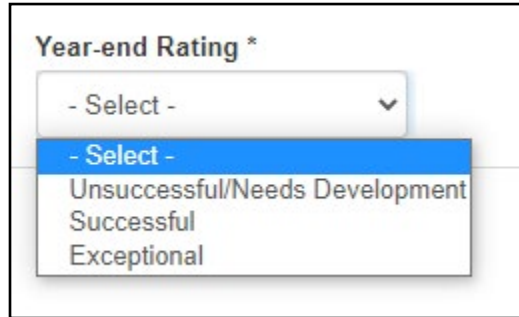 Year-end Rating *
- Select -
- Select -
Unsuccessful/Needs Development
Successful
Exceptional